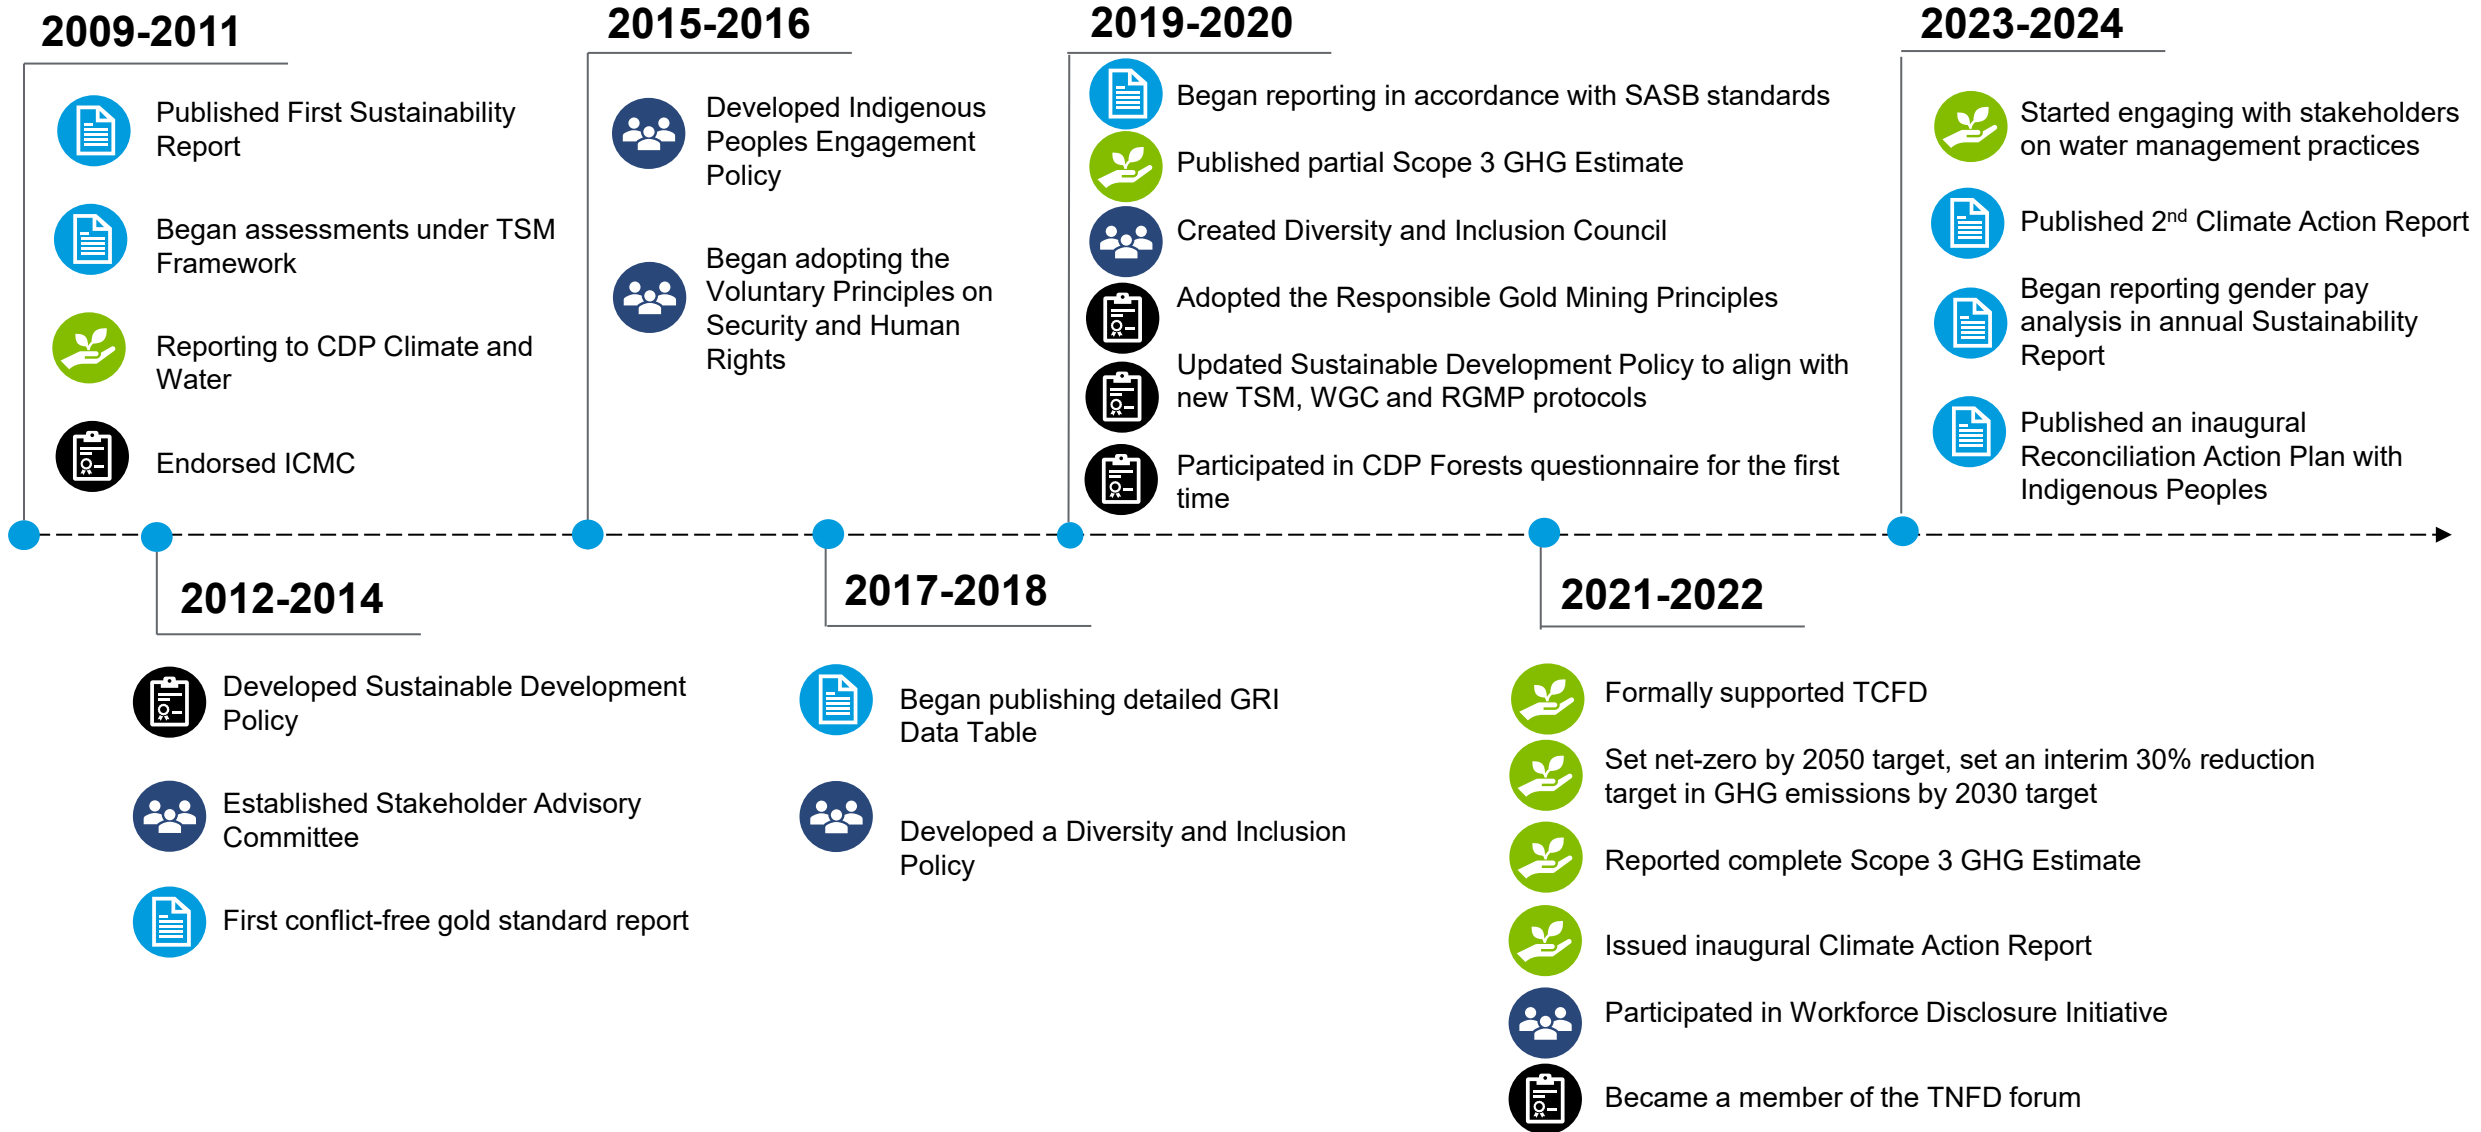 2009-2011
Published First Sustainability
Report
Began assessments under TSM
Framework
Reporting to CDP Climate and
Water
Endorsed ICMC
2012-2014
Developed Sustainable Development
Policy
Established Stakeholder Advisory
Committee
First conflict-free gold standard report
2015-2016
Developed Indigenous
Peoples Engagement
Policy
Began adopting the
Voluntary Principles on
Security and Human
Rights
2017-2018
Began publishing detailed GRI
Data Table
Developed a Diversity and Inclusion
Policy
2019-2020
Began reporting in accordance with SASB standards
Published partial Scope 3 GHG Estimate
Created Diversity and Inclusion Council
Adopted the Responsible Gold Mining Principles
Updated Sustainable Development Policy to align with
new TSM, WGC and RGMP protocols
Participated in CDP Forests questionnaire for the first
time
2021-2022
Formally supported TCFD
Set net-zero by 2050 target, set an interim 30% reduction
target in GHG emissions by 2030 target
Reported complete Scope 3 GHG Estimate
Issued inaugural Climate Action Report
Participated in Workforce Disclosure Initiative
Became a member of the TNFD forum
2023-2024
Started engaging with stakeholders
on water management practices
Published 2nd Climate Action Report
Began reporting gender pay
analysis in annual Sustainability
Report
Published an inaugural
Reconciliation Action Plan with
Indigenous Peoples